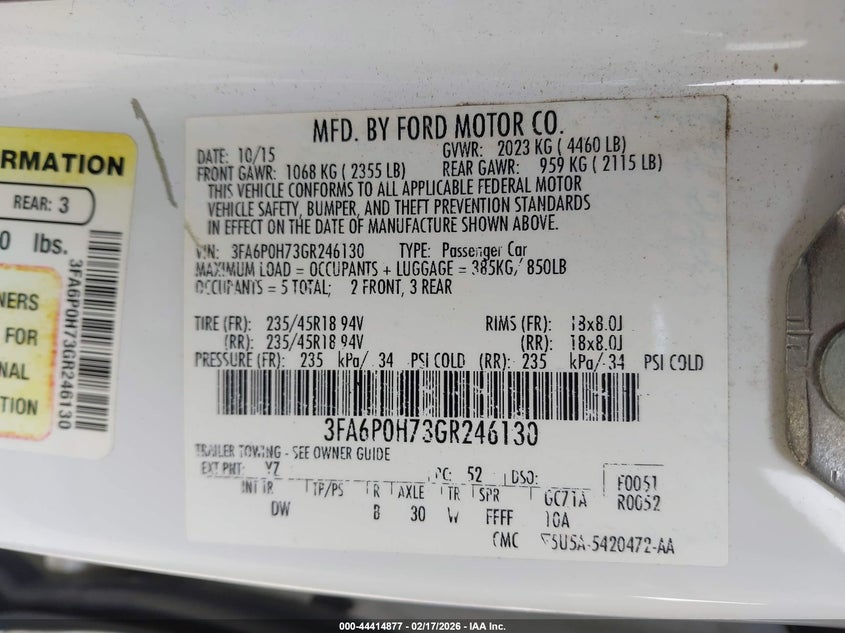 RMATION
REAR: 3
0 lbs.
NERS
FOR
NAL
TION
3FA6P0H73GR246130
MFD. BY FORD MOTOR CO.
DATE: 10/15 GVWR: 2023 KG ( 4460 LB)
FRONT GAWR: 1068 KG ( 2355 LB) REAR GAWR: 959 KG ( 2115 LB)
THIS VEHICLE CONFORMS TO ALL APPLICABLE FEDERAL MOTOR
VEHICLE SAFETY, BUMPER, AND THEFT PREVENTION STANDARDS
IN EFFECT ON THE DATE OF MANUFACTURE SHOWN ABOVE.
VIN: 3FA6P0H73GR246130 TYPE: Passenger Car
MAXIMUM LOAD = OCCUPANTS + LUGGAGE = 385KG/ 850LB
OCCUPANTS = 5 TOTAL; 2 FRONT, 3 REAR
TIRE (FR): 235/45R18 94V RIMS (FR): 18x8.0J
(RR): 235/45R18 94V (RR): 18x8.0J
PRESSURE (FR): 235 kPa/ 34 PSI COLD (RR): 235 kPa/ 34 PSI COLD
3FA6P0H73GR246130
TRAILER TOWING - SEE OWNER GUIDE
EXT PNT: YZ RC: 52 DSO: F0051
INT TR TP/PS R AXLE TR SPR GC71A R0052
DW B 30 W FFFF 10A
CMC 5U5A-5420472-AA
000-44414877 - 02/17/2026 - IAA Inc.